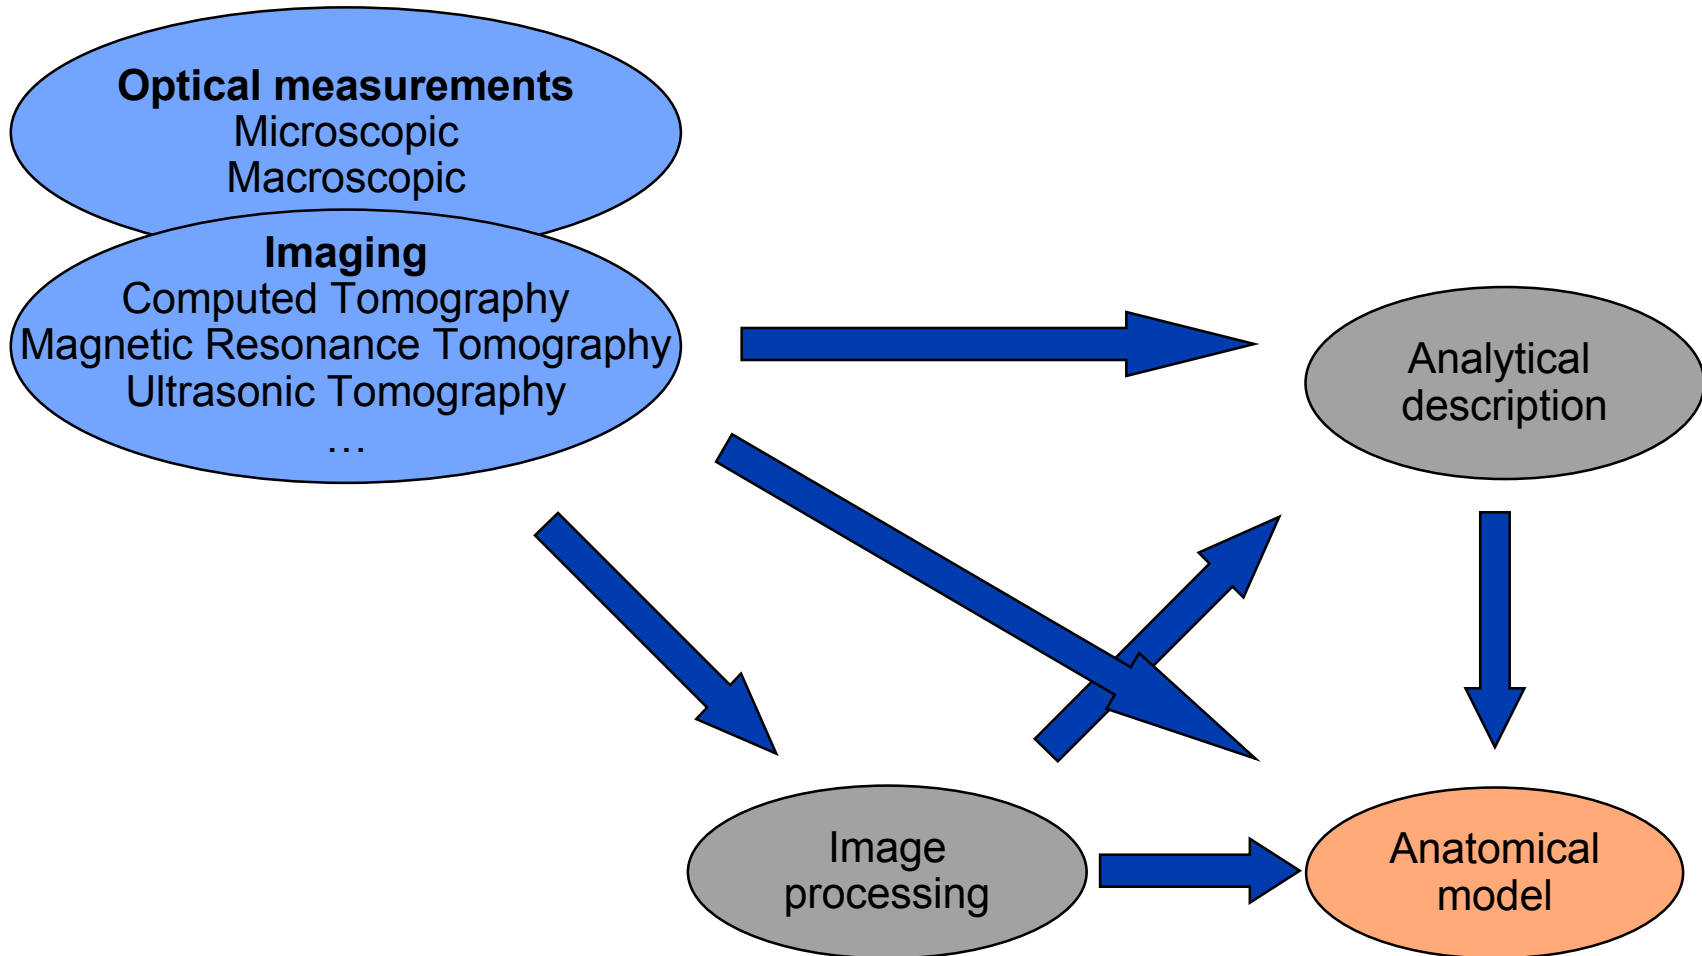 Optical measurements
Microscopic
Macroscopic
Imaging
Computed Tomography
Magnetic Resonance Tomography
Ultrasonic Tomography
…
Analytical
description
Image
processing
Anatomical
model